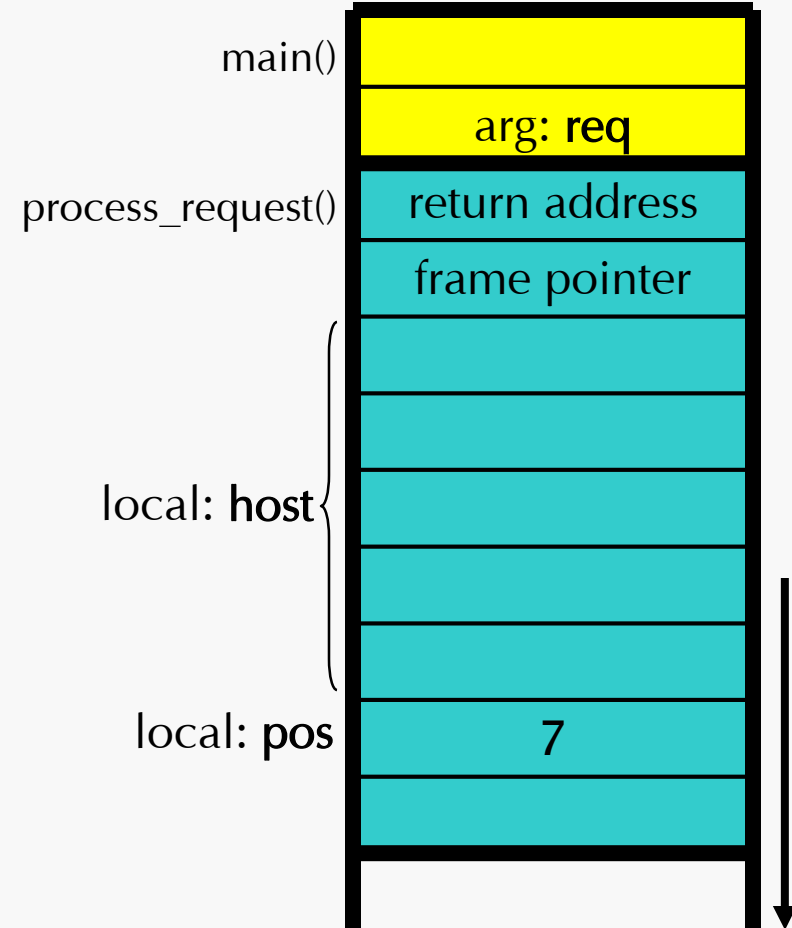 main()
arg: req
process_request()
return address
frame pointer
local: host
local: pos
7